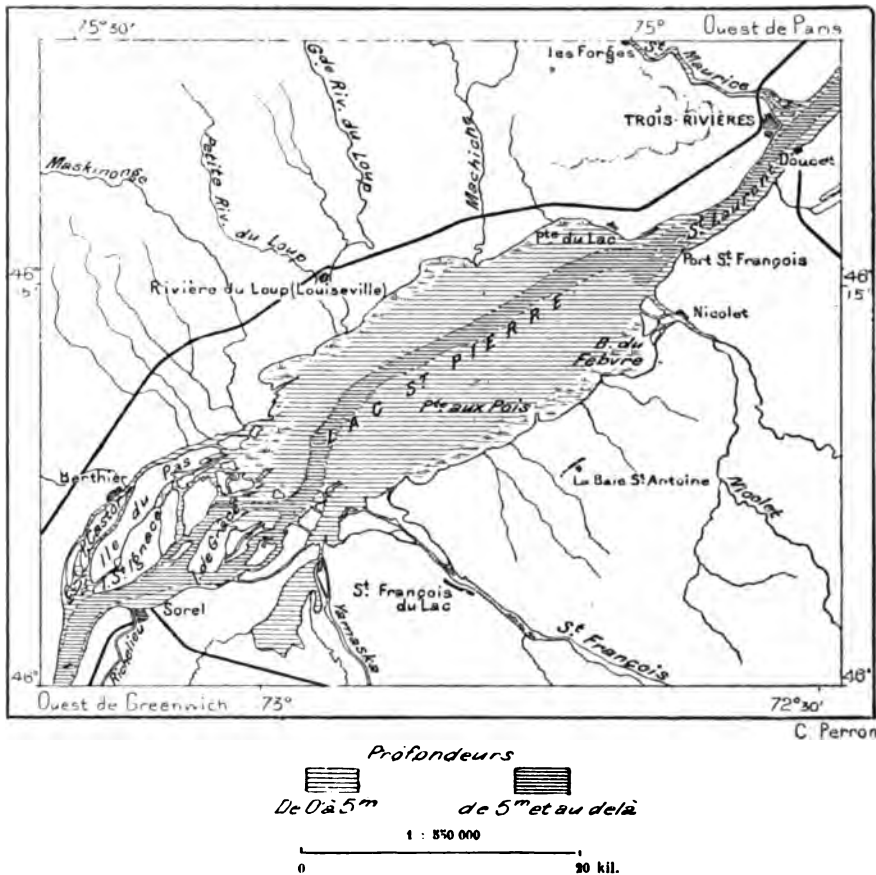 75°30'
75°
Ouest de Paris
les Forges
St Maurice
TROIS-RIVIÈRES
Doucet
Gde Riv. du Loup
Petite Riv. du Loup
Machiche
Maskinonge
Pte du Lac
St Laurent
Port St François
46° 15'
46° 15'
Rivière du Loup (Louiseville)
Nicolet
B. du Febvre
LAC ST PIERRE
Pte aux Pois
La Baie St Antoine
Nicolet
Berthier
Ile du Pas
I. St Ignace
I. de Grace
St François du Lac
Sorel
Richelieu
Yamaska
St François
46°
46°
Ouest de Greenwich
73°
72°30'
C. Perron
Profondeurs
De 0 à 5m
de 5m et au delà
0
20 kil.